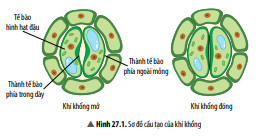 Tế bào
hình hạt đậu
Thành tế bào
phía trong dày
Thành tế bào
phía ngoài mỏng
Khí khổng mở
Khí khổng đóng
▲ Hình 27.1. Sơ đồ cấu tạo của khí khổng